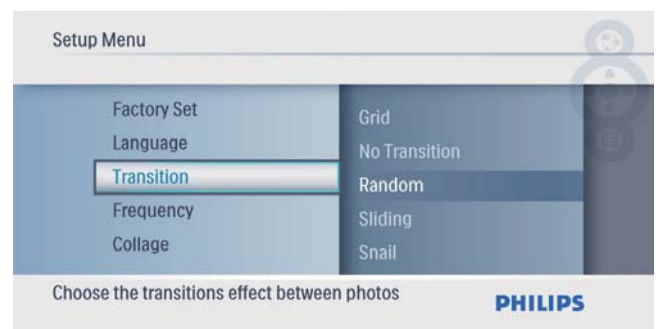 Setup Menu
Factory Set
Language
Transition
Frequency
Collage
Grid
No Transition
Random
Sliding
Snail
Choose the transitions effect between photos
PHILIPS